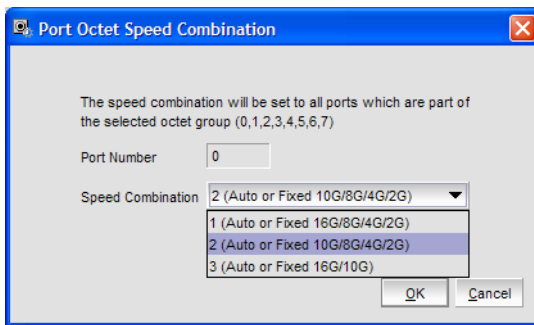 Port Octet Speed Combination
The speed combination will be set to all ports which are part of
the selected octet group (0,1,2,3,4,5,6,7)
Port Number 0
Speed Combination 2 (Auto or Fixed 10G/8G/4G/2G)
1 (Auto or Fixed 16G/8G/4G/2G)
2 (Auto or Fixed 10G/8G/4G/2G)
3 (Auto or Fixed 16G/10G)
OK Cancel